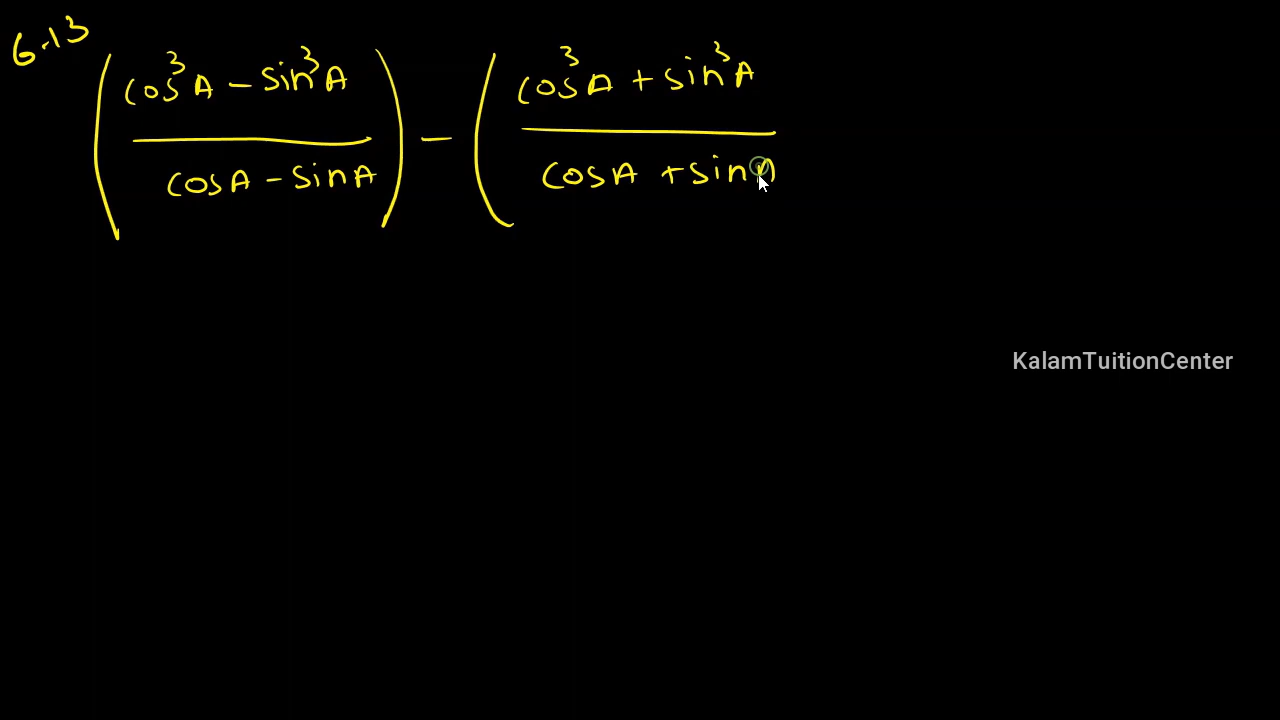 6.13
(cos³A - sin³A / cosA - sinA) - (cos³A + sin³A / cosA + sinA
KalamTuitionCenter